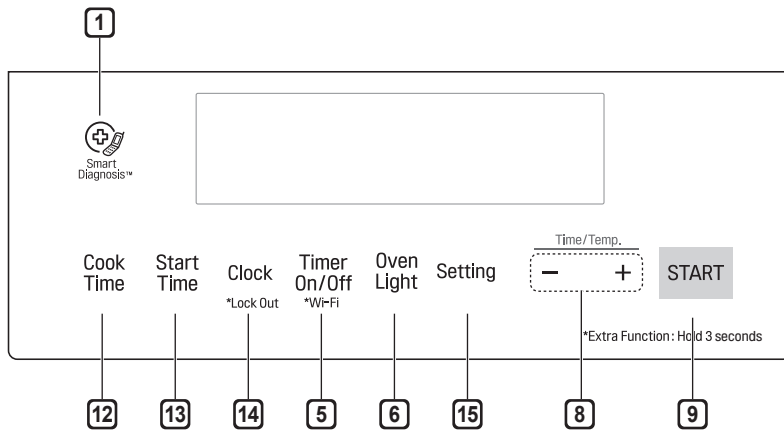 1
Smart
Diagnosis™
Time/Temp.
Cook Time
Start Time
Clock
*Lock Out
Timer On/Off
*Wi-Fi
Oven Light
Setting
− +
START
*Extra Function: Hold 3 seconds
12 13 14 5 6 15 8 9